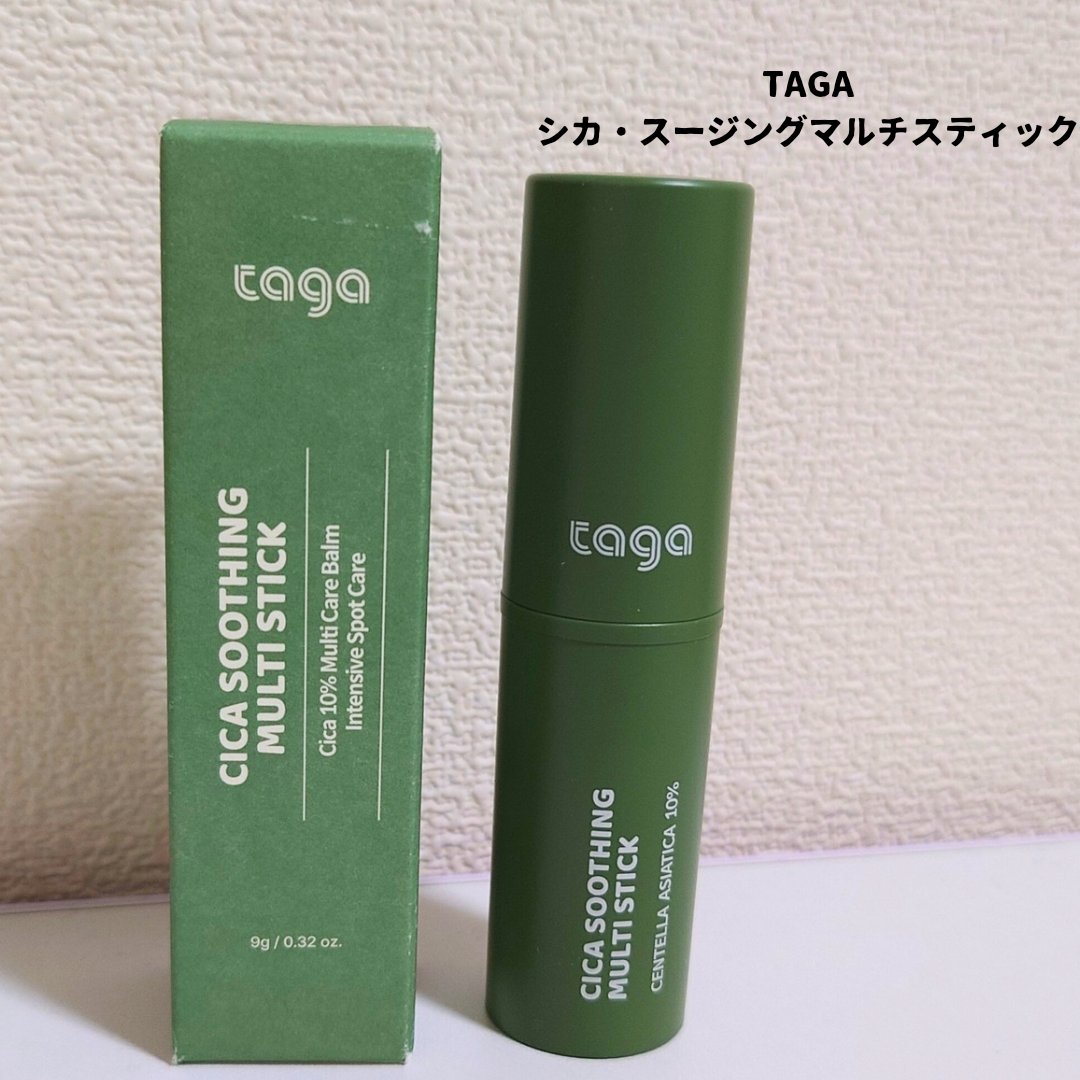 TAGA
シカ・スージングマルチスティック
taga
CICA SOOTHING
MULTI STICK
Cica 10% Multi Care Balm
Intensive Spot Care
9g / 0.32 oz.
taga
CICA SOOTHING
MULTI STICK
CENTELLA ASIATICA 10%